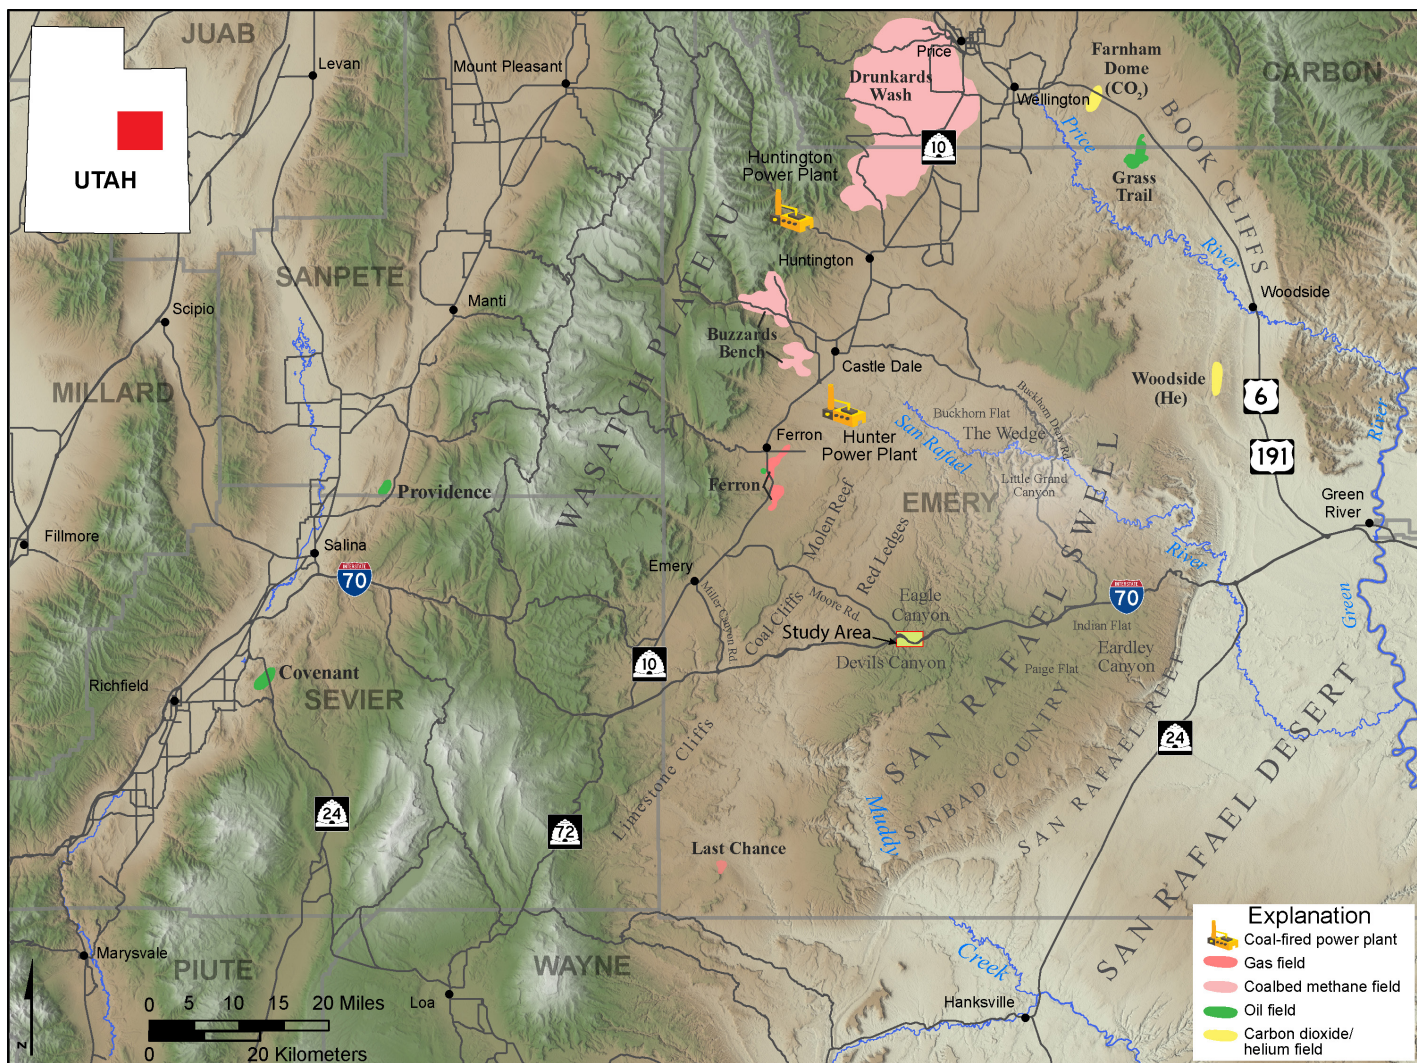 JUAB
Levan
Mount Pleasant
Price
Drunkards
Wash
Farnham
Dome
(CO₂)
CARBON
Wellington
UTAH
Price
BOOK CLIFFS
10
Huntington
Power Plant
Grass
Trail
River
SANPETE
Huntington
Scipio
Manti
Woodside
Buzzards
Bench
WASATCH PLATEAU
Castle Dale
MILLARD
Woodside
(He)
6
Buckhorn Flat
Buckhorn Draw Rd.
The Wedge
San Rafael
River
Ferron
Hunter
Power Plant
191
Little Grand
Canyon
Providence
Ferron
Molen Reef
EMERY
Green
River
Fillmore
Salina
INTERSTATE
70
Emery
Miller Canyon Rd.
Coal Cliffs
Moore Rd.
Red Ledges
Eagle
Canyon
River
INTERSTATE
70
Green
Study Area
Indian Flat
Devils Canyon
Paige Flat
Eardley
Canyon
10
Covenant
Richfield
SEVIER
SAN RAFAEL SWELL
SINBAD COUNTRY
SAN RAFAEL REEF
24
SAN RAFAEL DESERT
Limestone Cliffs
24
72
Muddy
Last Chance
Creek
Marysvale
PIUTE
WAYNE
Loa
Hanksville
N
0 5 10 15 20 Miles
0 20 Kilometers
Explanation
Coal-fired power plant
Gas field
Coalbed methane field
Oil field
Carbon dioxide/
helium field